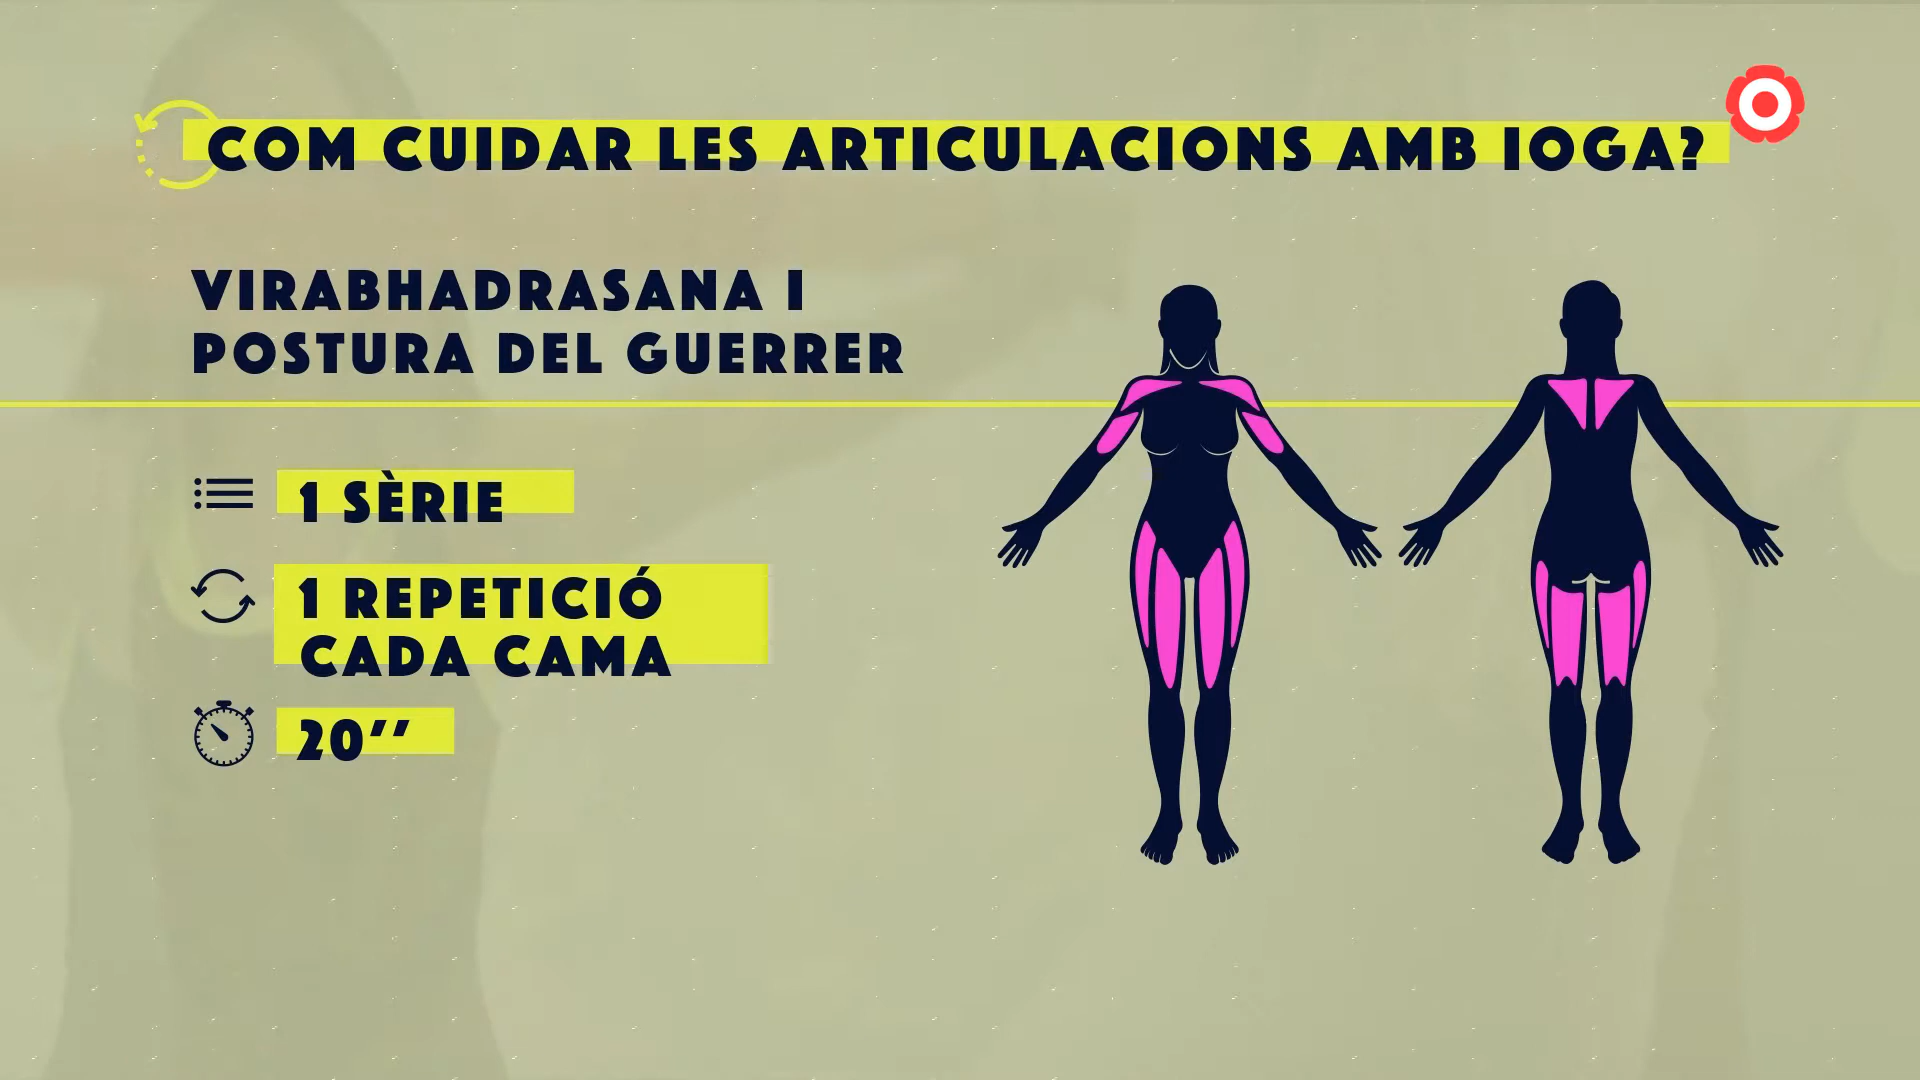 COM CUIDAR LES ARTICULACIONS AMB IOGA?
VIRABHADRASANA I
POSTURA DEL GUERRER
1 SÈRIE
1 REPETICIÓ
CADA CAMA
20’’